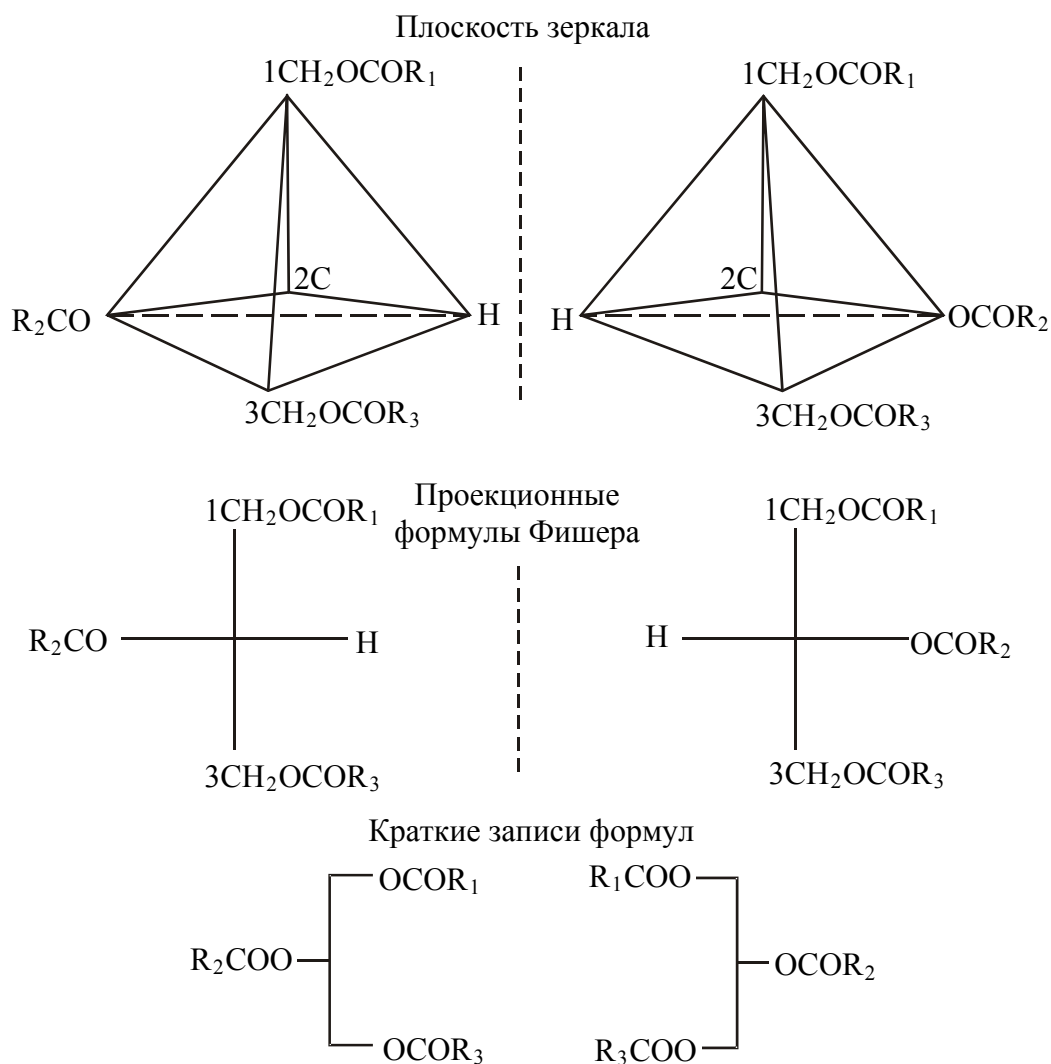 Плоскость зеркала
1CH₂OCOR₁ 1CH₂OCOR₁
2C 2C
R₂CO H H OCOR₂
3CH₂OCOR₃ 3CH₂OCOR₃
Проекционные
1CH₂OCOR₁ 1CH₂OCOR₁
формулы Фишера
R₂CO H H OCOR₂
3CH₂OCOR₃ 3CH₂OCOR₃
Краткие записи формул
OCOR₁ R₁COO
R₂COO OCOR₂
OCOR₃ R₃COO